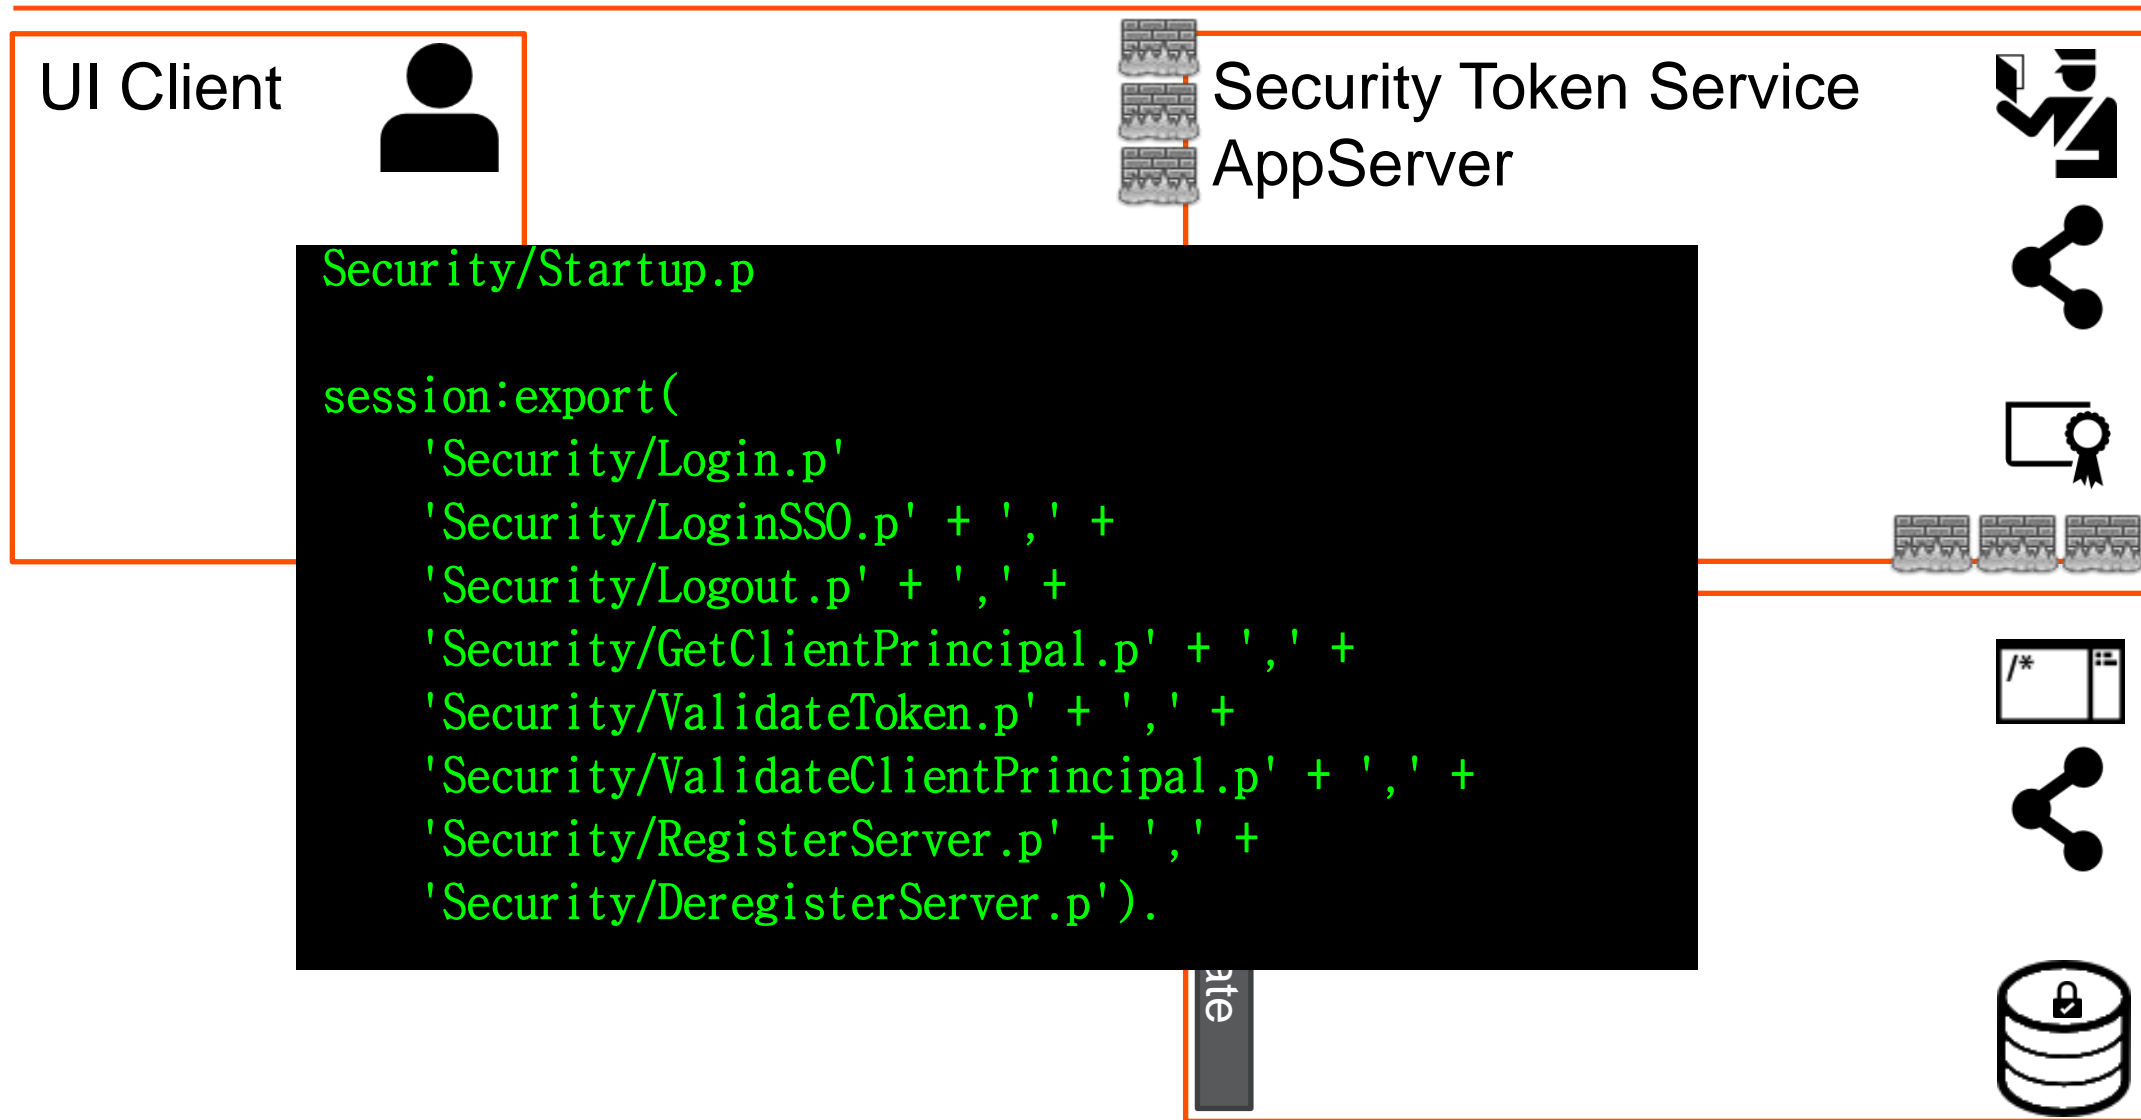 UI Client
Security Token Service
AppServer
Security/Startup.p
session:export(
'Security/Login.p'
'Security/LoginSSO.p' + ',' +
'Security/Logout.p' + ',' +
'Security/GetClientPrincipal.p' + ',' +
'Security/ValidateToken.p' + ',' +
'Security/ValidateClientPrincipal.p' + ',' +
'Security/RegisterServer.p' + ',' +
'Security/DeregisterServer.p').
/*